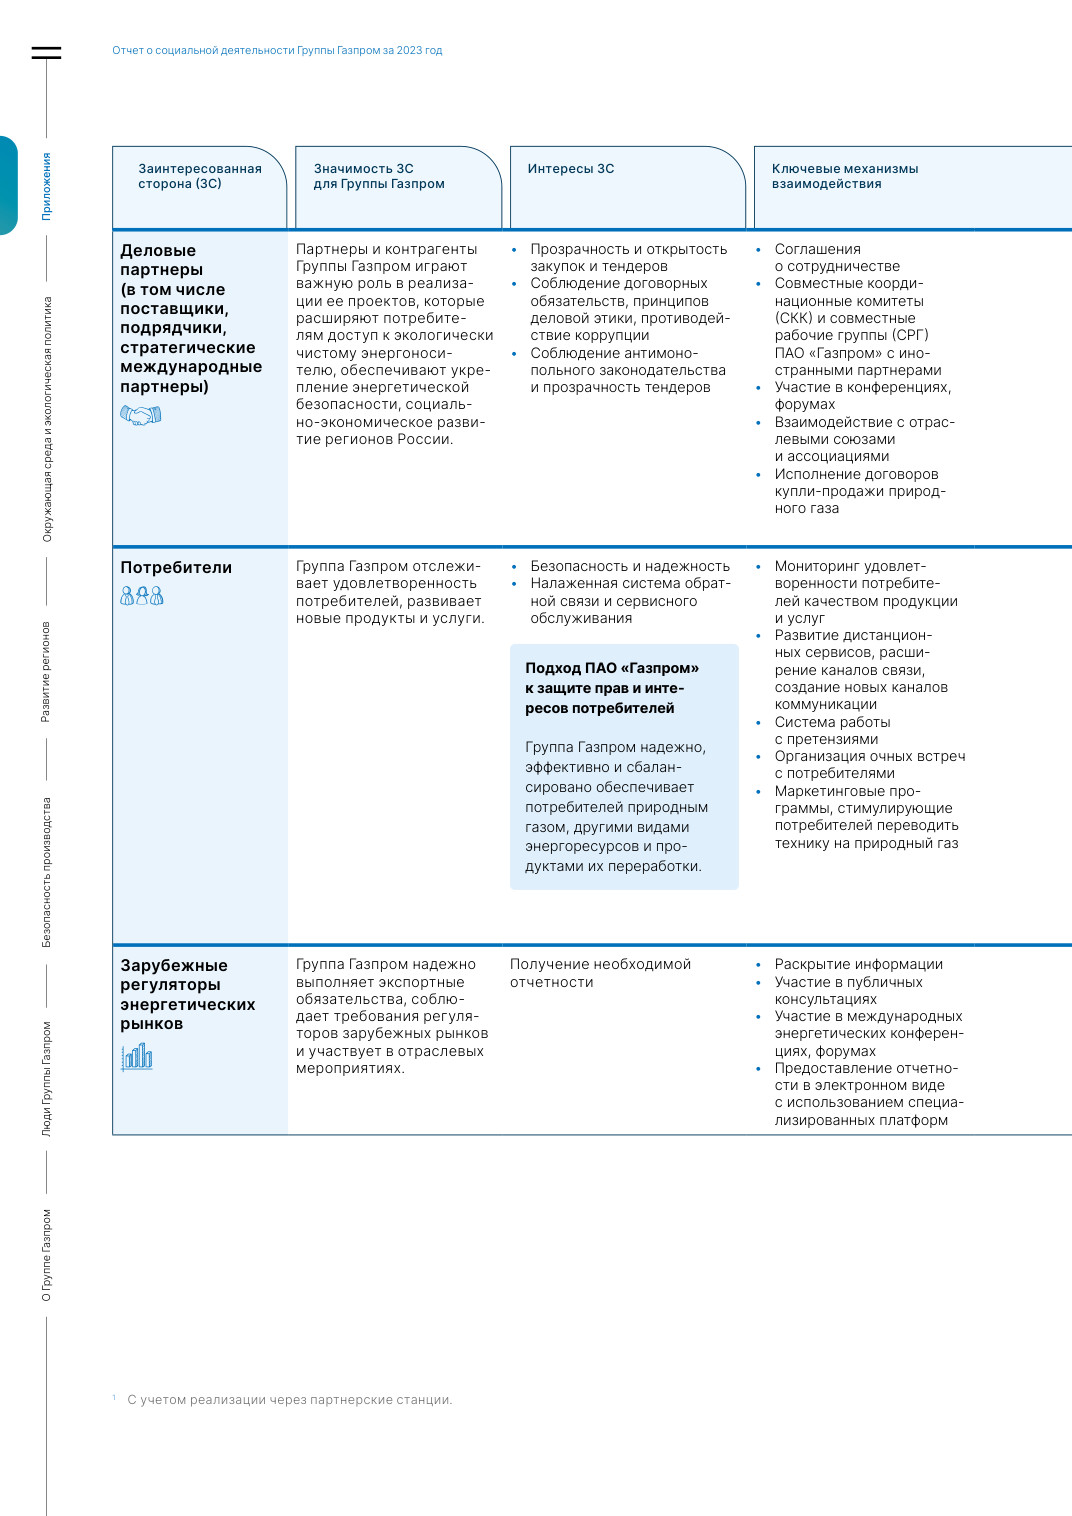 Отчет о социальной деятельности Группы Газпром за 2023 год
Приложения
Окружающая среда и экологическая политика
Развитие регионов
Безопасность производства
Люди Группы Газпром
О Группе Газпром
Заинтересованная
сторона (ЗС)
Значимость ЗС
для Группы Газпром
Интересы ЗС
Ключевые механизмы
взаимодействия
Деловые
партнеры
(в том числе
поставщики,
подрядчики,
стратегические
международные
партнеры)
Партнеры и контрагенты
Группы Газпром играют
важную роль в реализа-
ции ее проектов, которые
расширяют потребите-
лям доступ к экологически
чистому энергоноси-
телю, обеспечивают укре-
пление энергетической
безопасности, социаль-
но-экономическое разви-
тие регионов России.
• Прозрачность и открытость
закупок и тендеров
• Соблюдение договорных
обязательств, принципов
деловой этики, противодей-
ствие коррупции
• Соблюдение антимоно-
польного законодательства
и прозрачность тендеров
• Соглашения
о сотрудничестве
• Совместные коорди-
национные комитеты
(СКК) и совместные
рабочие группы (СРГ)
ПАО «Газпром» с ино-
странными партнерами
• Участие в конференциях,
форумах
• Взаимодействие с отрас-
левыми союзами
и ассоциациями
• Исполнение договоров
купли-продажи природ-
ного газа
Потребители
Группа Газпром отслежи-
вает удовлетворенность
потребителей, развивает
новые продукты и услуги.
• Безопасность и надежность
• Налаженная система обрат-
ной связи и сервисного
обслуживания
Подход ПАО «Газпром»
к защите прав и инте-
ресов потребителей
Группа Газпром надежно,
эффективно и сбалан-
сировано обеспечивает
потребителей природным
газом, другими видами
энергоресурсов и про-
дуктами их переработки.
• Мониторинг удовлет-
воренности потребите-
лей качеством продукции
и услуг
• Развитие дистанцион-
ных сервисов, расши-
рение каналов связи,
создание новых каналов
коммуникации
• Система работы
с претензиями
• Организация очных встреч
с потребителями
• Маркетинговые про-
граммы, стимулирующие
потребителей переводить
технику на природный газ
Зарубежные
регуляторы
энергетических
рынков
Группа Газпром надежно
выполняет экспортные
обязательства, соблю-
дает требования регуля-
торов зарубежных рынков
и участвует в отраслевых
мероприятиях.
Получение необходимой
отчетности
• Раскрытие информации
• Участие в публичных
консультациях
• Участие в международных
энергетических конферен-
циях, форумах
• Предоставление отчетно-
сти в электронном виде
с использованием специа-
лизированных платформ
1 С учетом реализации через партнерские станции.